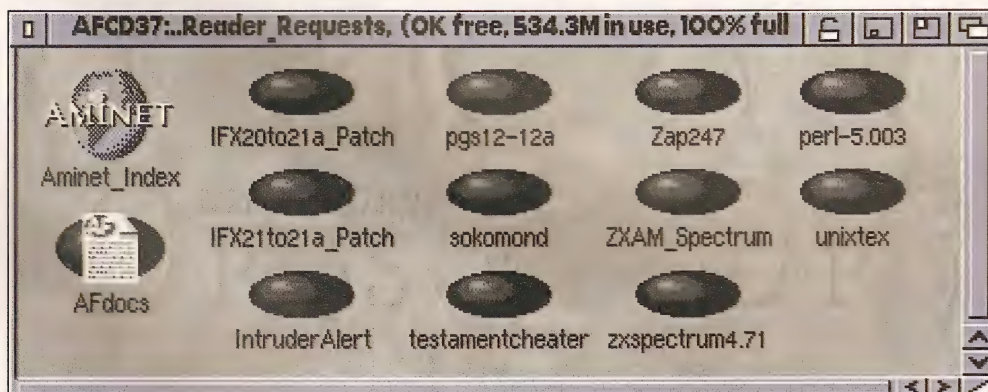 AFCD37:..Reader_Requests, (0K free, 534.3M in use, 100% full
AMINET
IFX20to21a_Patch pgs12-12a Zap247 perl-5.003
Aminet_Index
IFX21to21a_Patch sokomond ZXAM_Spectrum unixtex
AFdocs
IntruderAlert testamentcheater zxspectrum4.71